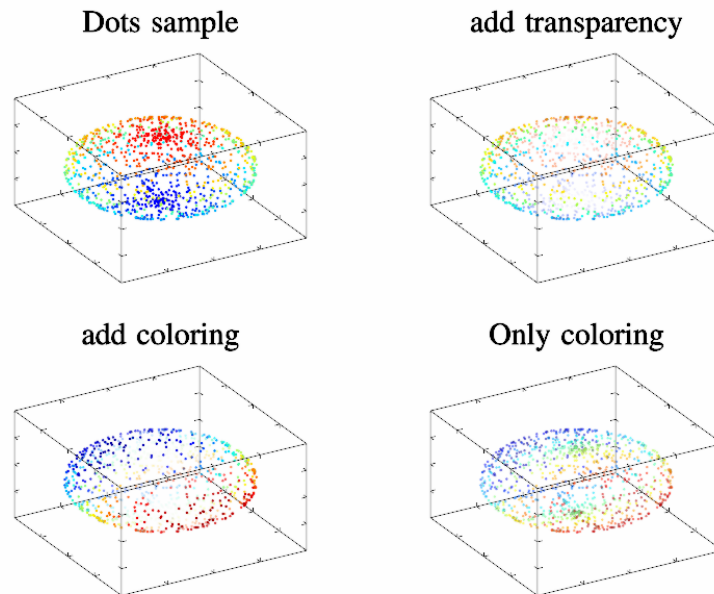 Dots sample
add transparency
add coloring
Only coloring